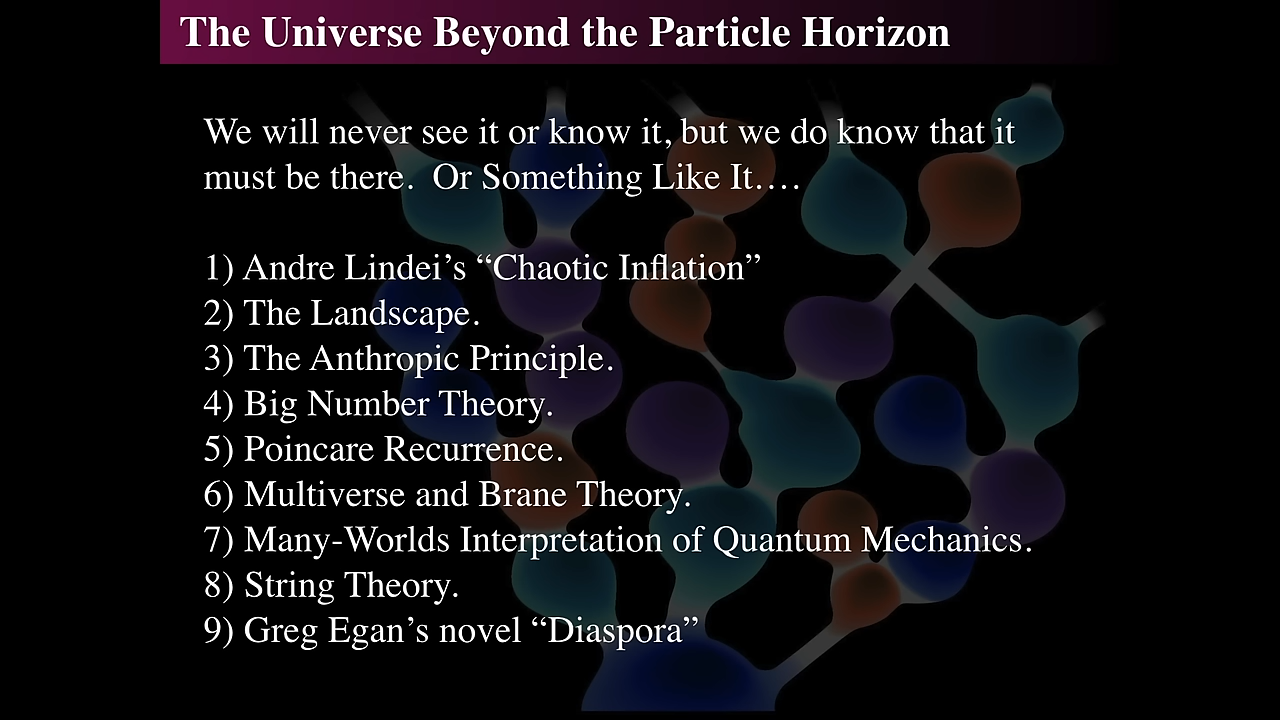 The Universe Beyond the Particle Horizon
We will never see it or know it, but we do know that it
must be there.  Or Something Like It….
1) Andre Lindei’s “Chaotic Inflation”
2) The Landscape.
3) The Anthropic Principle.
4) Big Number Theory.
5) Poincare Recurrence.
6) Multiverse and Brane Theory.
7) Many-Worlds Interpretation of Quantum Mechanics.
8) String Theory.
9) Greg Egan’s novel “Diaspora”